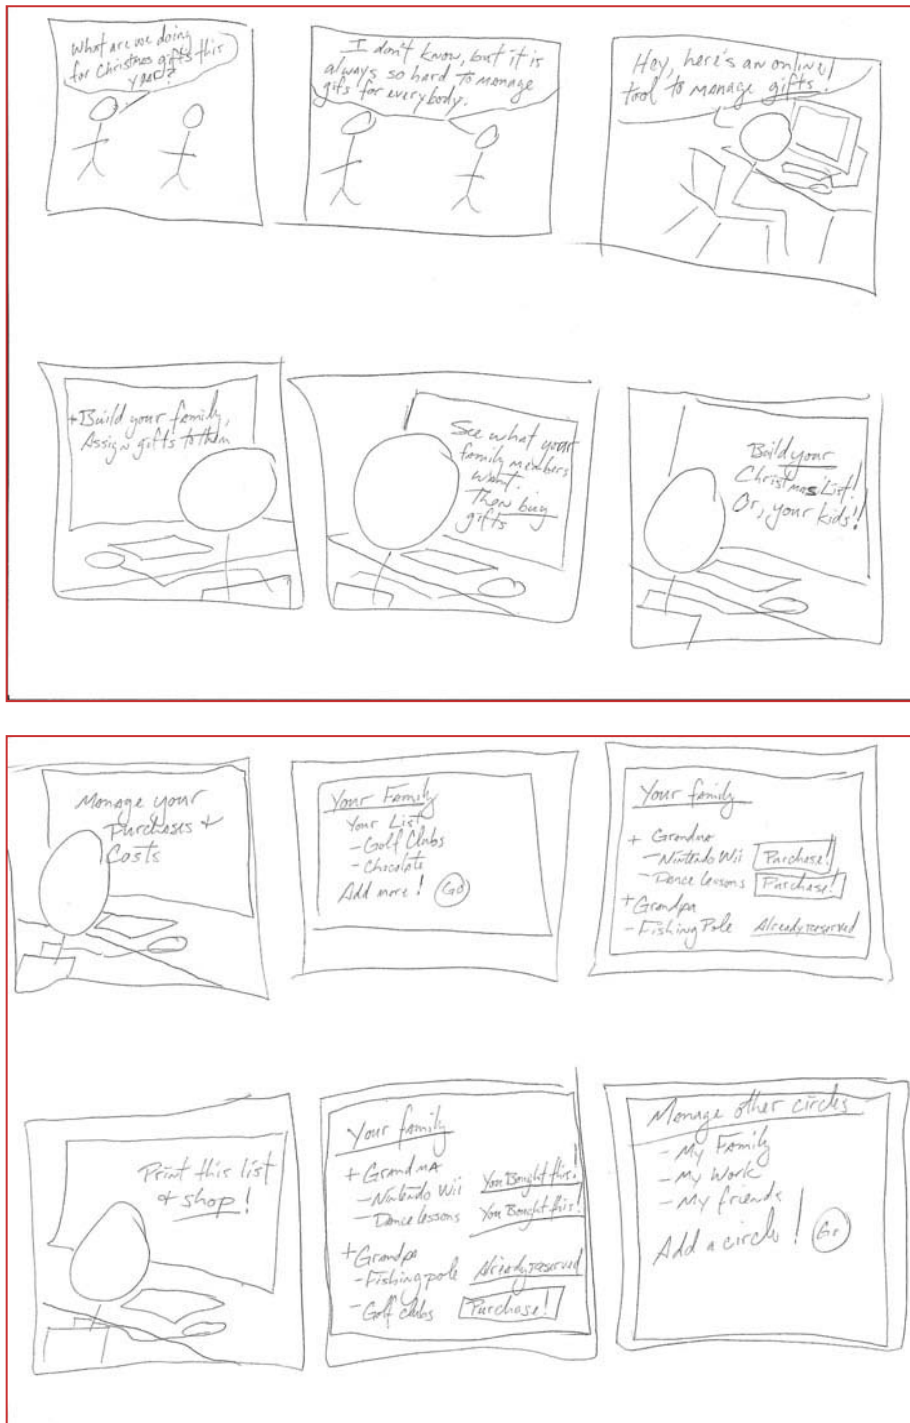 What are we doing
for Christmas gifts this
year?
I don't know, but it is
always so hard to manage
gifs for everybody.
Hey, here's an online
tool to manage gifts!
+Build your family,
Assign gifts to them
See what your
family members
want.
Then buy
gifts
Build your
Christmas List!
Or, your kids!!
Manage your
Purchases +
Costs
Your Family
Your List
-Golf Clubs
-Chocolate
Add more! Go
Your family
+ Grandma
-Nintendo Wii Purchase!
-Dance lessons Purchase!
+Grandpa
-Fishing Pole Already reserved
Print this list
+ shop!
Your family
+ GrandmA
-Nintendo Wii You Bought this!
-Dance lessons You Bought this!
+Grandpa
-Fishing pole Already reserved
-Golf clubs Purchase!
Manage other circles
- My Family
- My Work
- My friends
Add a circle! Go